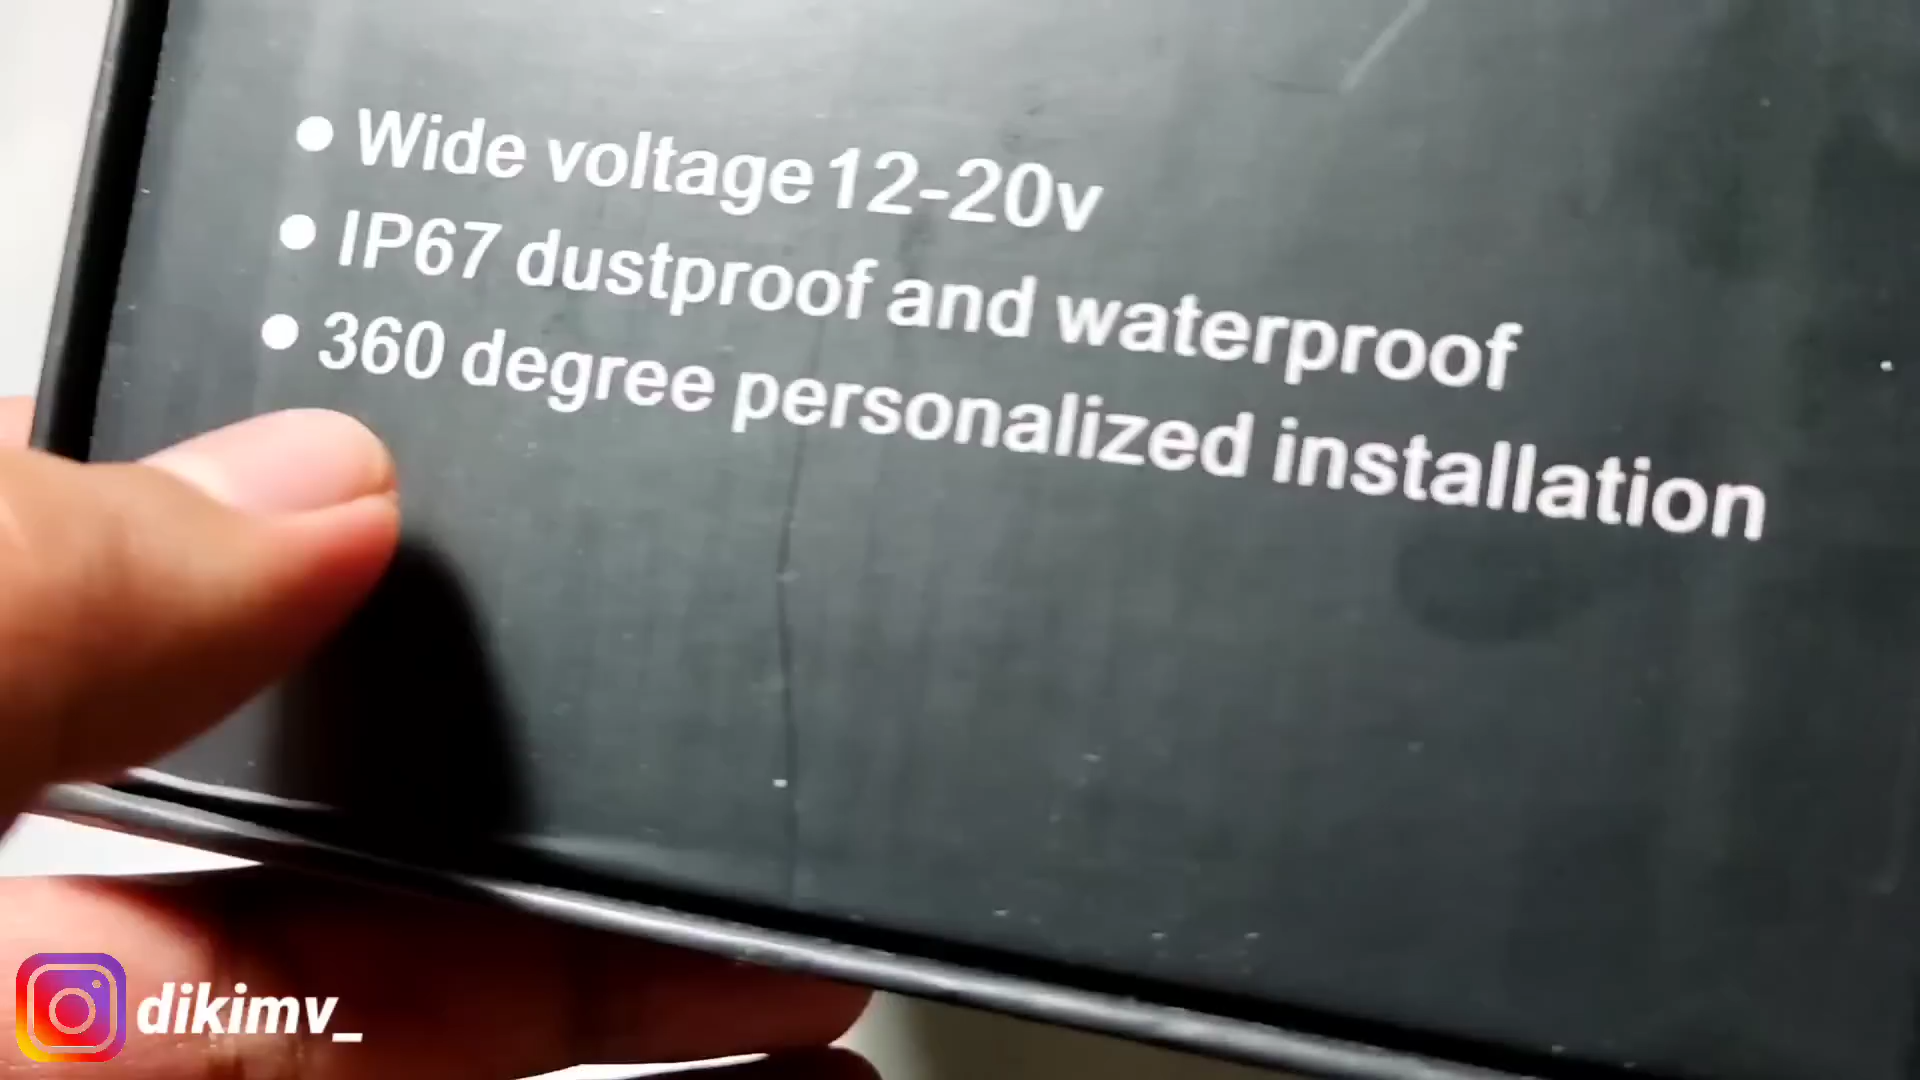 ● Wide voltage 12-20v
● IP67 dustproof and waterproof
● 360 degree personalized installation
dikimv_